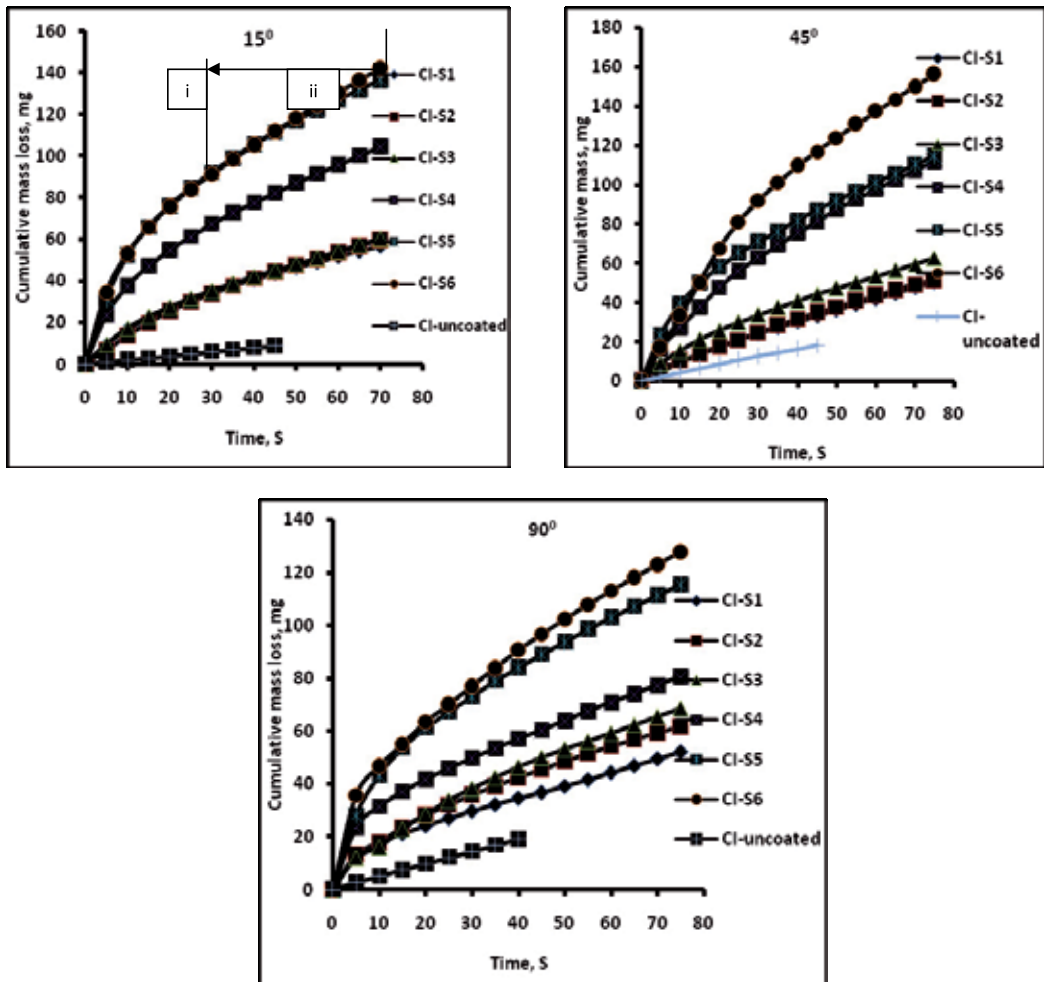 15⁰
Cumulative mass loss, mg
160
140
120
100
80
60
40
20
0
i
ii
0 10 20 30 40 50 60 70 80
Time, S
CI-S1
CI-S2
CI-S3
CI-S4
CI-S5
CI-S6
CI-uncoated
45⁰
Cumulative mass, mg
180
160
140
120
100
80
60
40
20
0
0 10 20 30 40 50 60 70 80
Time, S
CI-S1
CI-S2
CI-S3
CI-S4
CI-S5
CI-S6
CI-
uncoated
90⁰
Cumulative mass loss, mg
140
120
100
80
60
40
20
0
0 10 20 30 40 50 60 70 80
Time, S
CI-S1
CI-S2
CI-S3
CI-S4
CI-S5
CI-S6
CI-uncoated